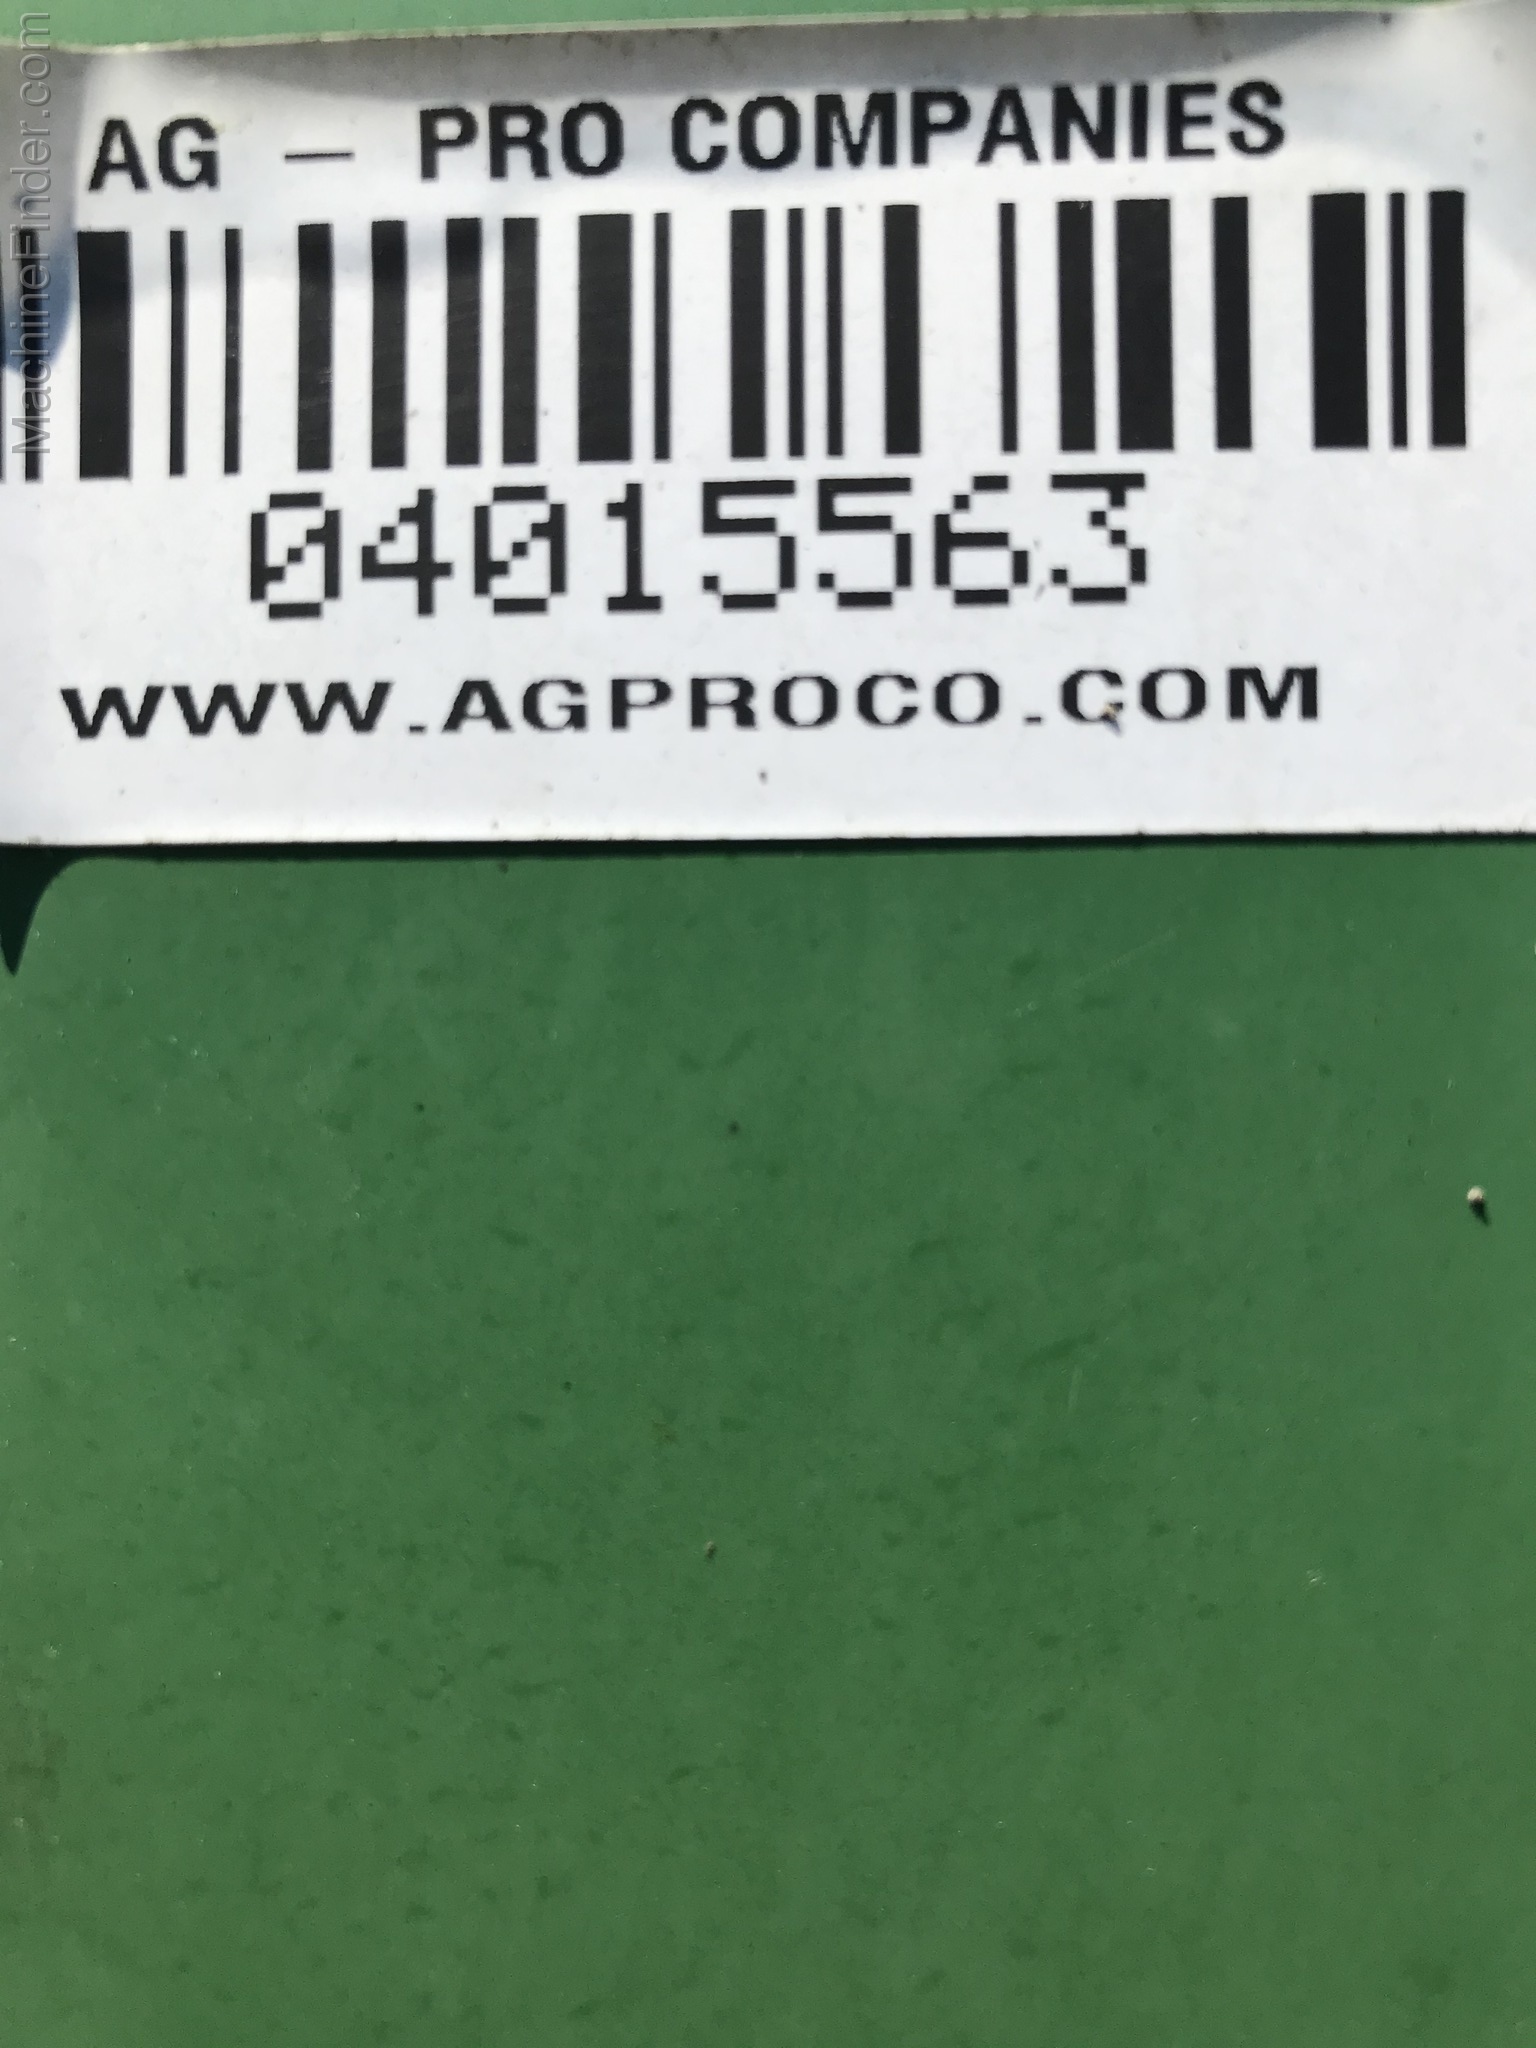 AG – PRO COMPANIES
04015563
WWW.AGPROCO.COM
MachineFinder.com